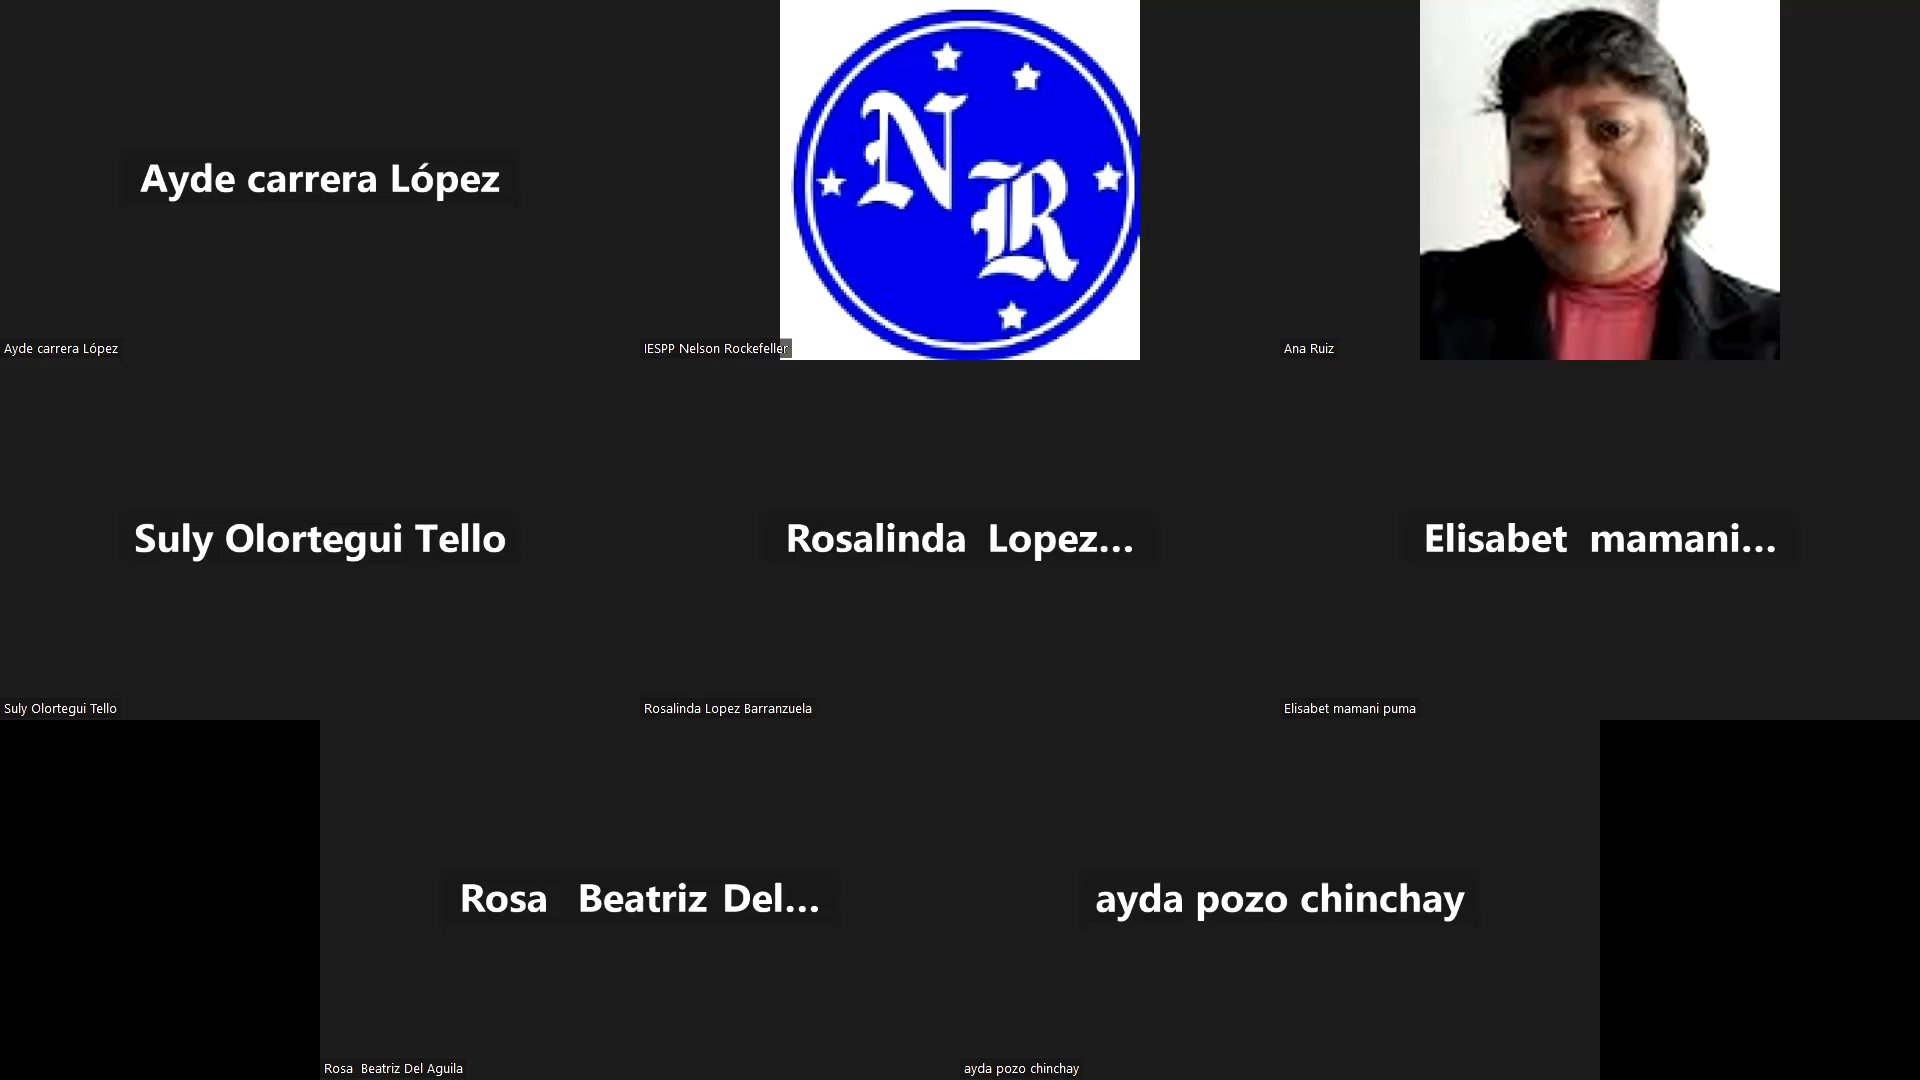 Ayde carrera López
N
R
Ayde carrera López
IESPP Nelson Rockefeller
Ana Ruiz
Suly Olortegui Tello
Rosalinda Lopez...
Elisabet mamani...
Suly Olortegui Tello
Rosalinda Lopez Barranzuela
Elisabet mamani puma
Rosa Beatriz Del...
ayda pozo chinchay
Rosa Beatriz Del Aguila
ayda pozo chinchay